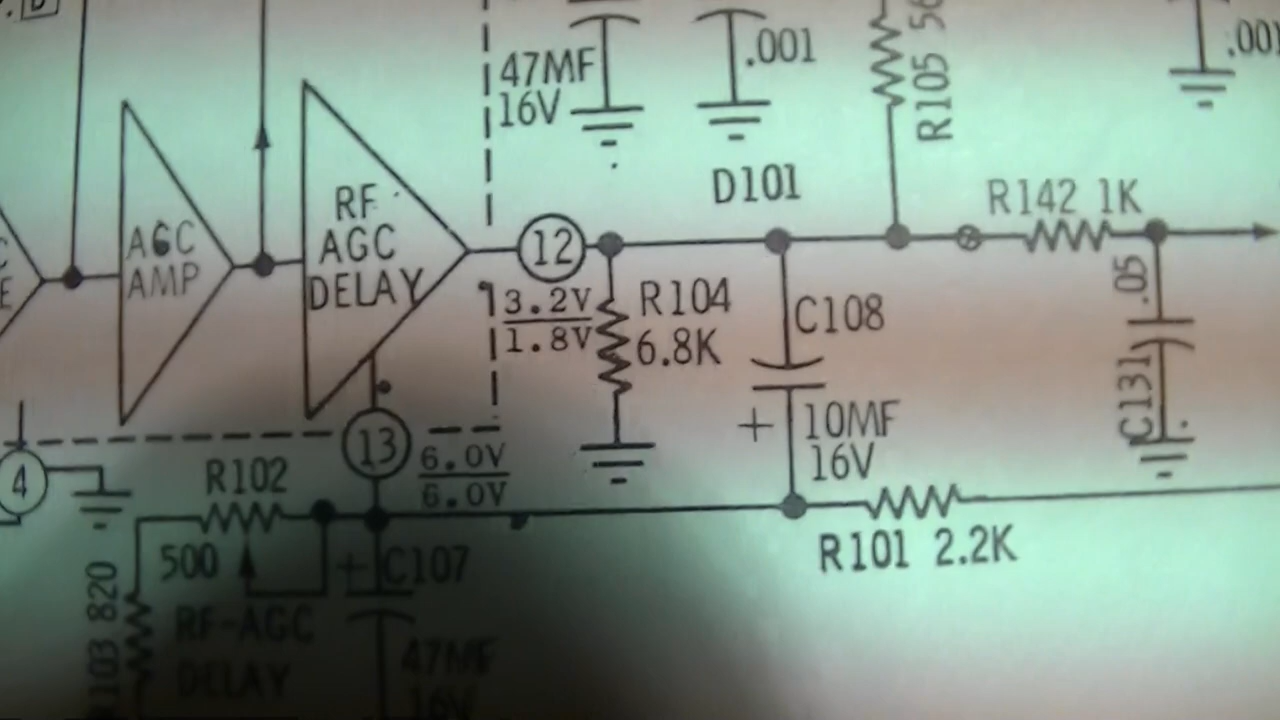 47MF
16V
.001
R105
.001
D101
R142 1K
AGC
AMP
RF
AGC
DELAY
12
3.2V
1.8V
R104
6.8K
C108
10MF
16V
+
.05
C131
13
6.0V
6.0V
4
R102
500
RF-AGC
DELAY
820
+
C107
47MF
16V
R101 2.2K